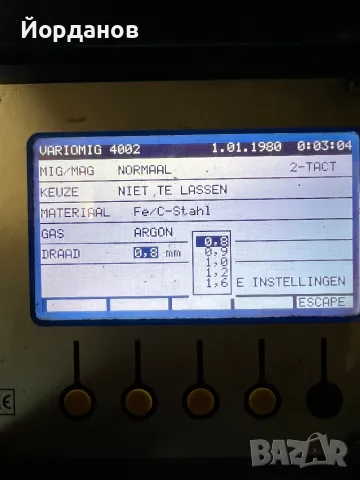 Йорданов
VARIOMIG 4002 1.01.1980 0:03:04
MIG/MAG NORMAAL 2-TACT
KEUZE NIET TE LASSEN
MATERIAAL Fe/C-Stahl
GAS ARGON
DRAAD 0,8 mm
0,8
0,9
1,0
1,2
1,6
E INSTELLINGEN
ESCAPE
CE
BAZAR